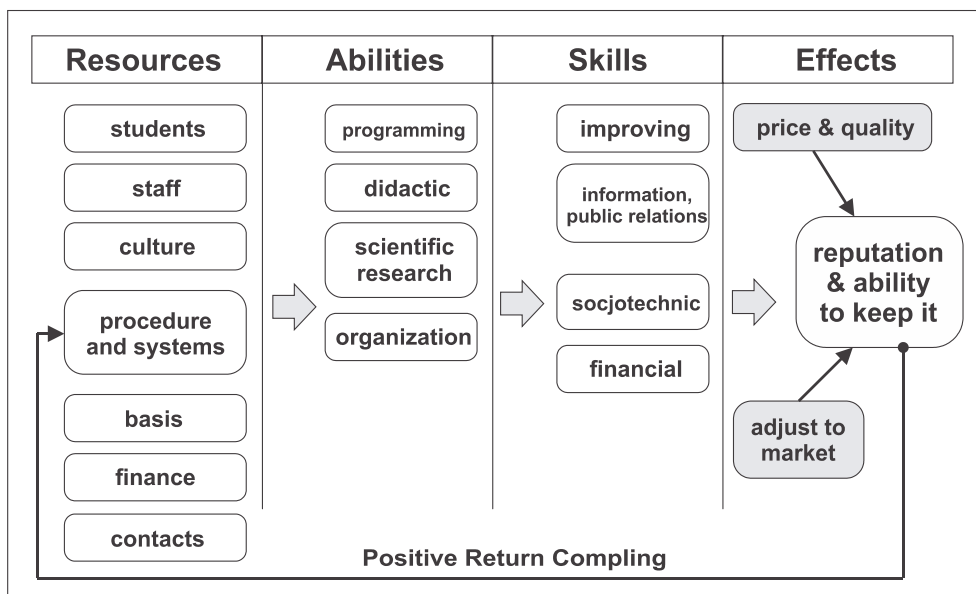 Resources
Abilities
Skills
Effects
students
staff
culture
procedure
and systems
basis
finance
contacts
programming
didactic
scientific
research
organization
improving
information,
public relations
socjotechnic
financial
price & quality
reputation
& ability
to keep it
adjust to
market
Positive Return Compling